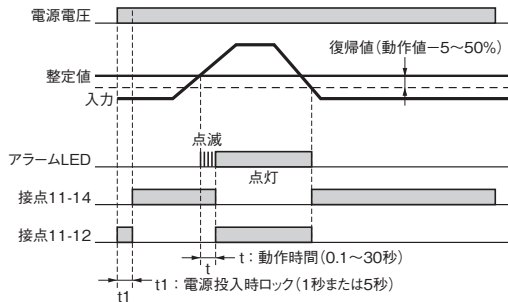 電源電圧
復帰値(動作値−5〜50%)
整定値
入力
点滅
アラームLED
点灯
接点11-14
接点11-12
t:動作時間(0.1〜30秒)
t
t1:電源投入時ロック(1秒または5秒)
t1